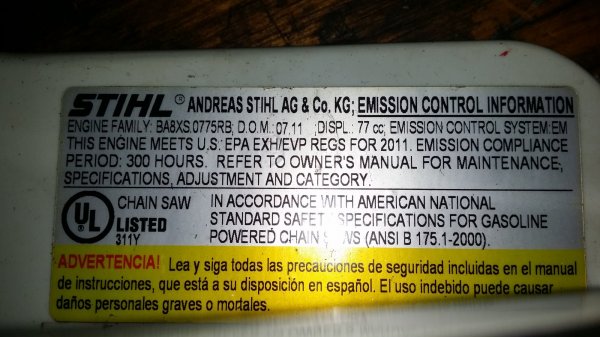 STIHL ® ANDREAS STIHL AG & Co. KG; EMISSION CONTROL INFORMATION
ENGINE FAMILY: BA8XS.0775RB; D.O.M.: 07.11 ;DISPL.: 77 cc; EMISSION CONTROL SYSTEM:EM
THIS ENGINE MEETS U.S. EPA EXH/EVP REGS FOR 2011. EMISSION COMPLIANCE
PERIOD: 300 HOURS. REFER TO OWNER'S MANUAL FOR MAINTENANCE,
SPECIFICATIONS, ADJUSTMENT AND CATEGORY.
UL CHAIN SAW
LISTED
311Y
IN ACCORDANCE WITH AMERICAN NATIONAL
STANDARD SAFETY SPECIFICATIONS FOR GASOLINE
POWERED CHAIN (ANSI B 175.1-2000).
ADVERTENCIA! Lea y siga todas las precauciones de seguridad incluidas en el manual
de instrucciones, que está a su disposición en español. El uso indebido puede causar
daños personales graves o mortales.